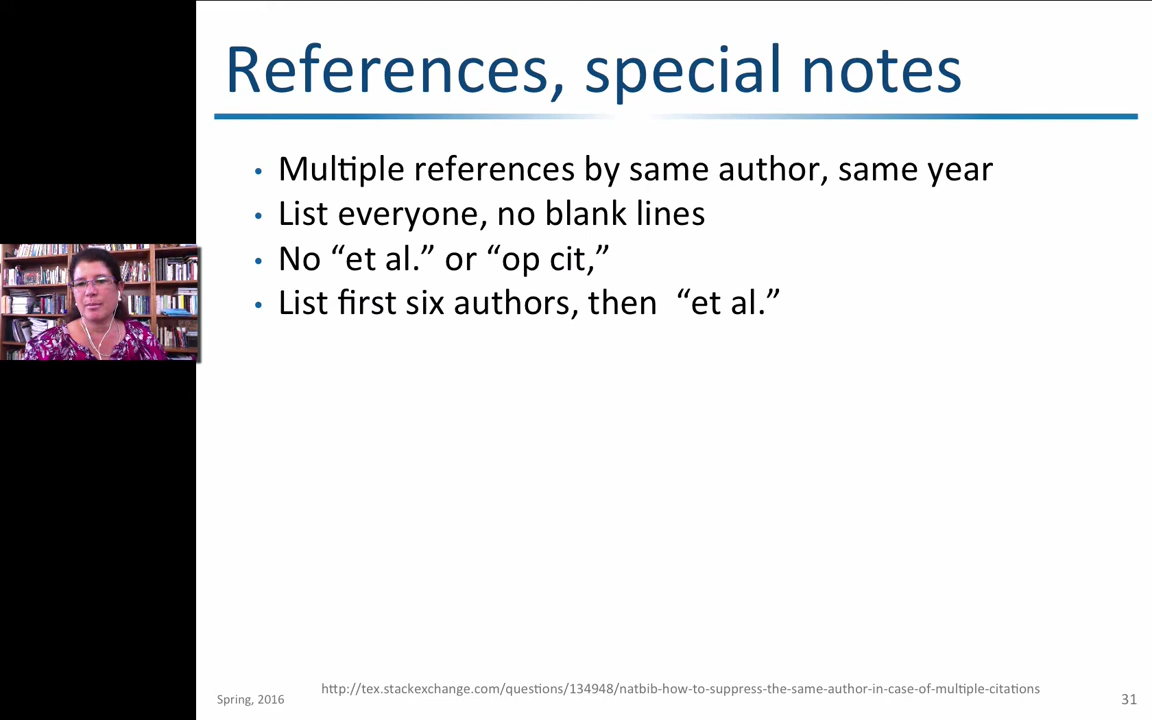 References, special notes
• Multiple references by same author, same year
• List everyone, no blank lines
• No “et al.” or “op cit,”
• List first six authors, then “et al.”
http://tex.stackexchange.com/questions/134948/natbib-how-to-suppress-the-same-author-in-case-of-multiple-citations
Spring, 2016
31